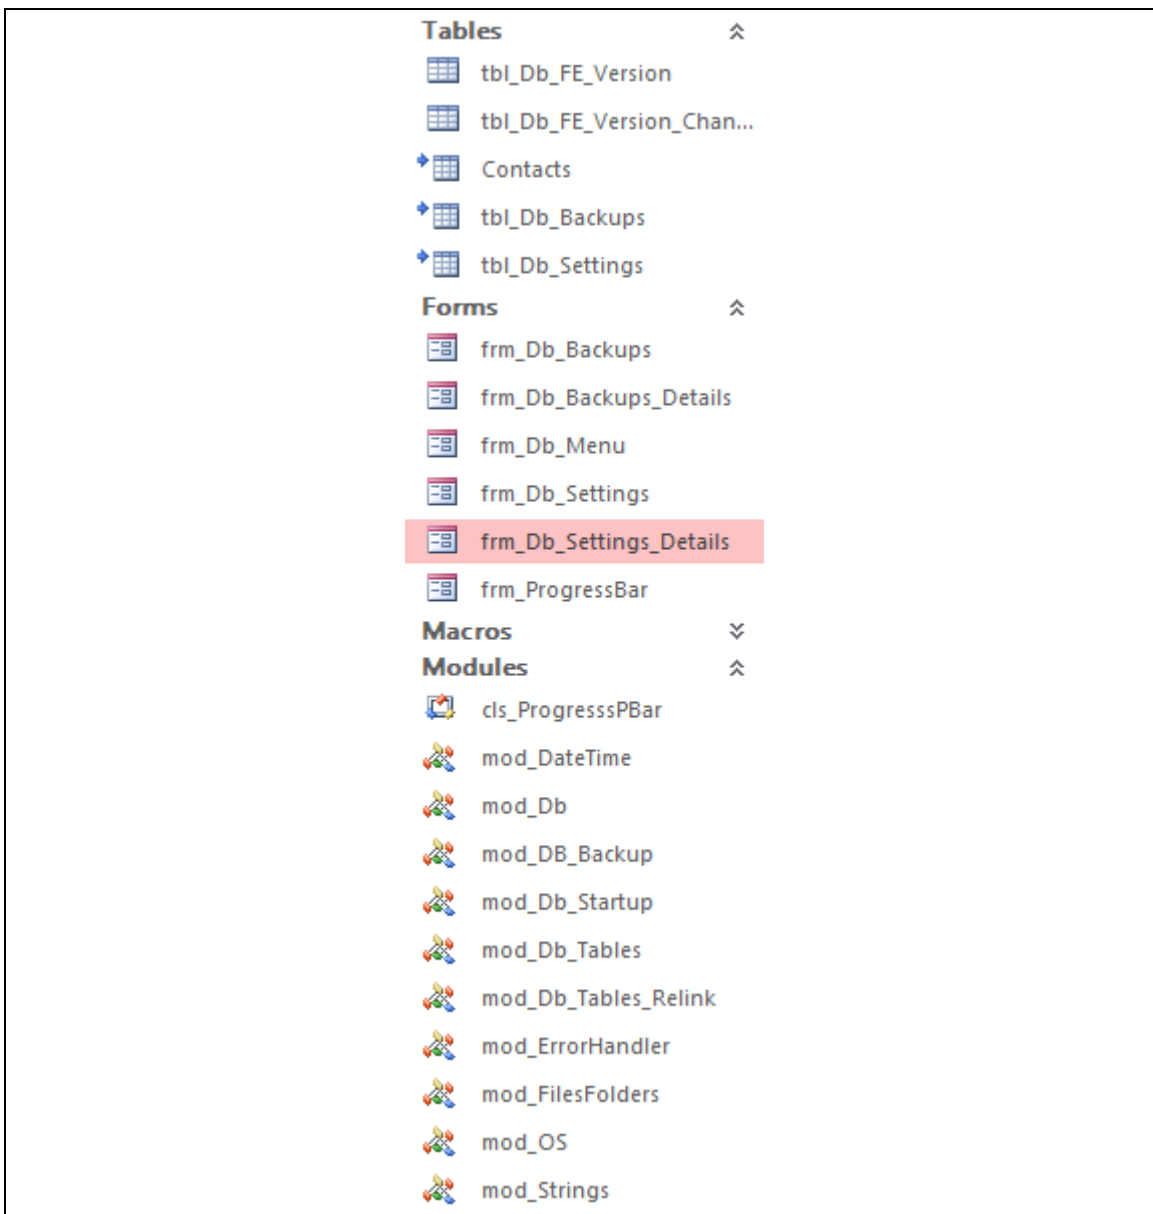 Tables
tbl_Db_FE_Version
tbl_Db_FE_Version_Chan...
Contacts
tbl_Db_Backups
tbl_Db_Settings
Forms
frm_Db_Backups
frm_Db_Backups_Details
frm_Db_Menu
frm_Db_Settings
frm_Db_Settings_Details
frm_ProgressBar
Macros
Modules
cls_ProgresssPBar
mod_DateTime
mod_Db
mod_DB_Backup
mod_Db_Startup
mod_Db_Tables
mod_Db_Tables_Relink
mod_ErrorHandler
mod_FilesFolders
mod_OS
mod_Strings